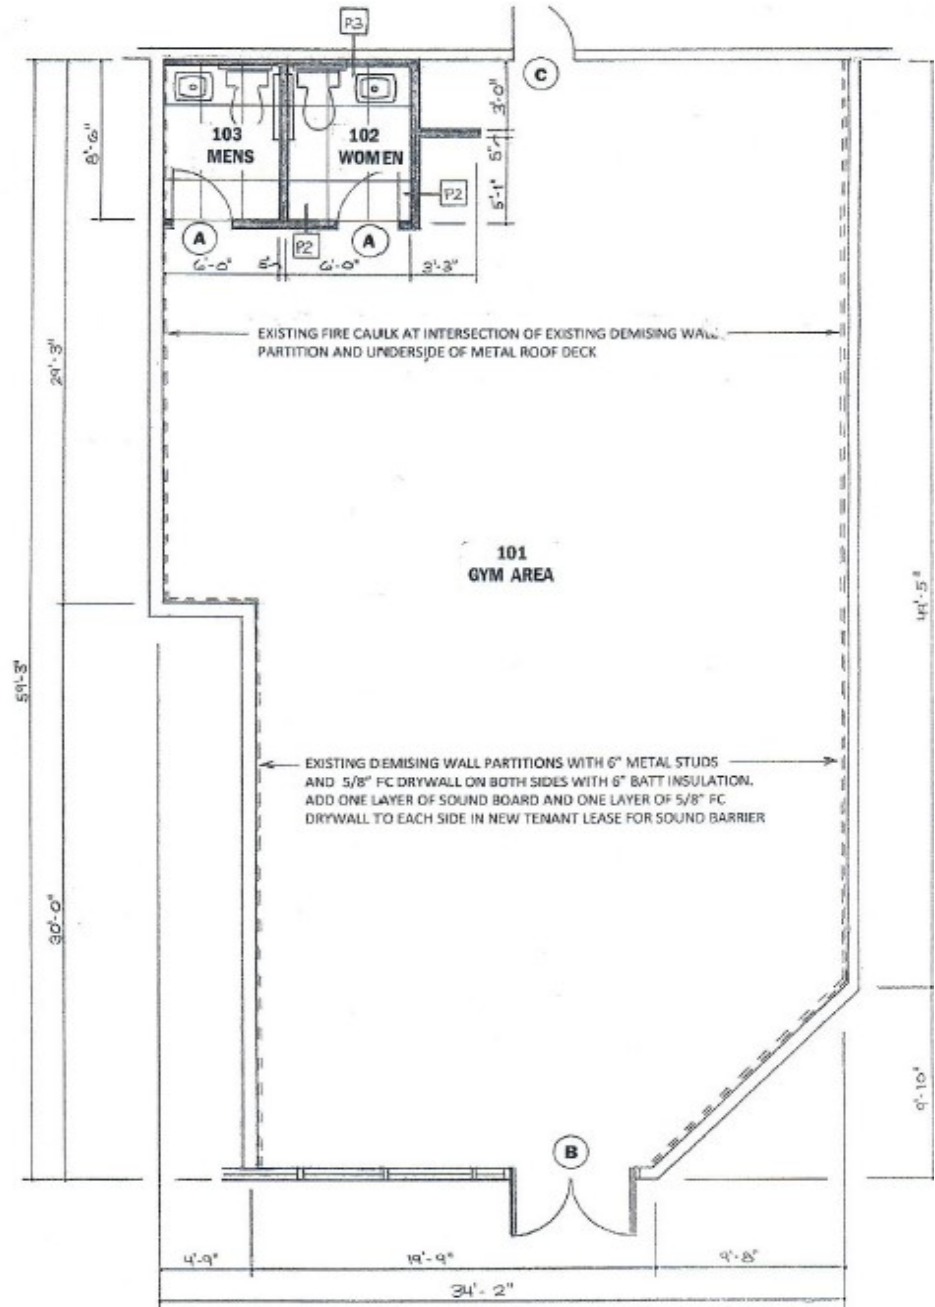 P3
C
3'-0"
5"
5'-1"
8'-6"
103
MENS
102
WOMEN
P2
P2
A
A
6'-0"
5"
6'-0"
3'-3"
EXISTING FIRE CAULK AT INTERSECTION OF EXISTING DEMISING WALL
PARTITION AND UNDERSIDE OF METAL ROOF DECK
29'-3"
101
GYM AREA
49'-5"
59'-3"
EXISTING DEMISING WALL PARTITIONS WITH 6" METAL STUDS
AND 5/8" FC DRYWALL ON BOTH SIDES WITH 6" BATT INSULATION.
ADD ONE LAYER OF SOUND BOARD AND ONE LAYER OF 5/8" FC
DRYWALL TO EACH SIDE IN NEW TENANT LEASE FOR SOUND BARRIER
30'-0"
9'-10"
B
4'-9"
19'-9"
9'-8"
34'-2"